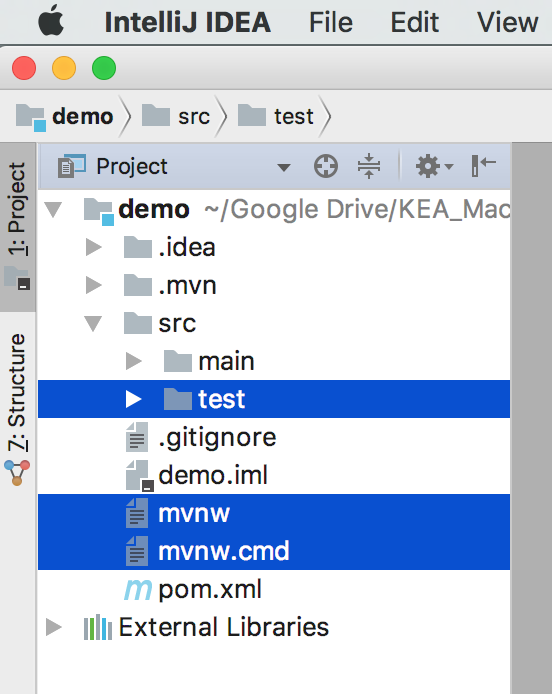 IntelliJ IDEA File Edit View
demo src test
Project
1: Project
7: Structure
demo ~/Google Drive/KEA_Mac
.idea
.mvn
src
main
test
.gitignore
demo.iml
mvnw
mvnw.cmd
m pom.xml
External Libraries